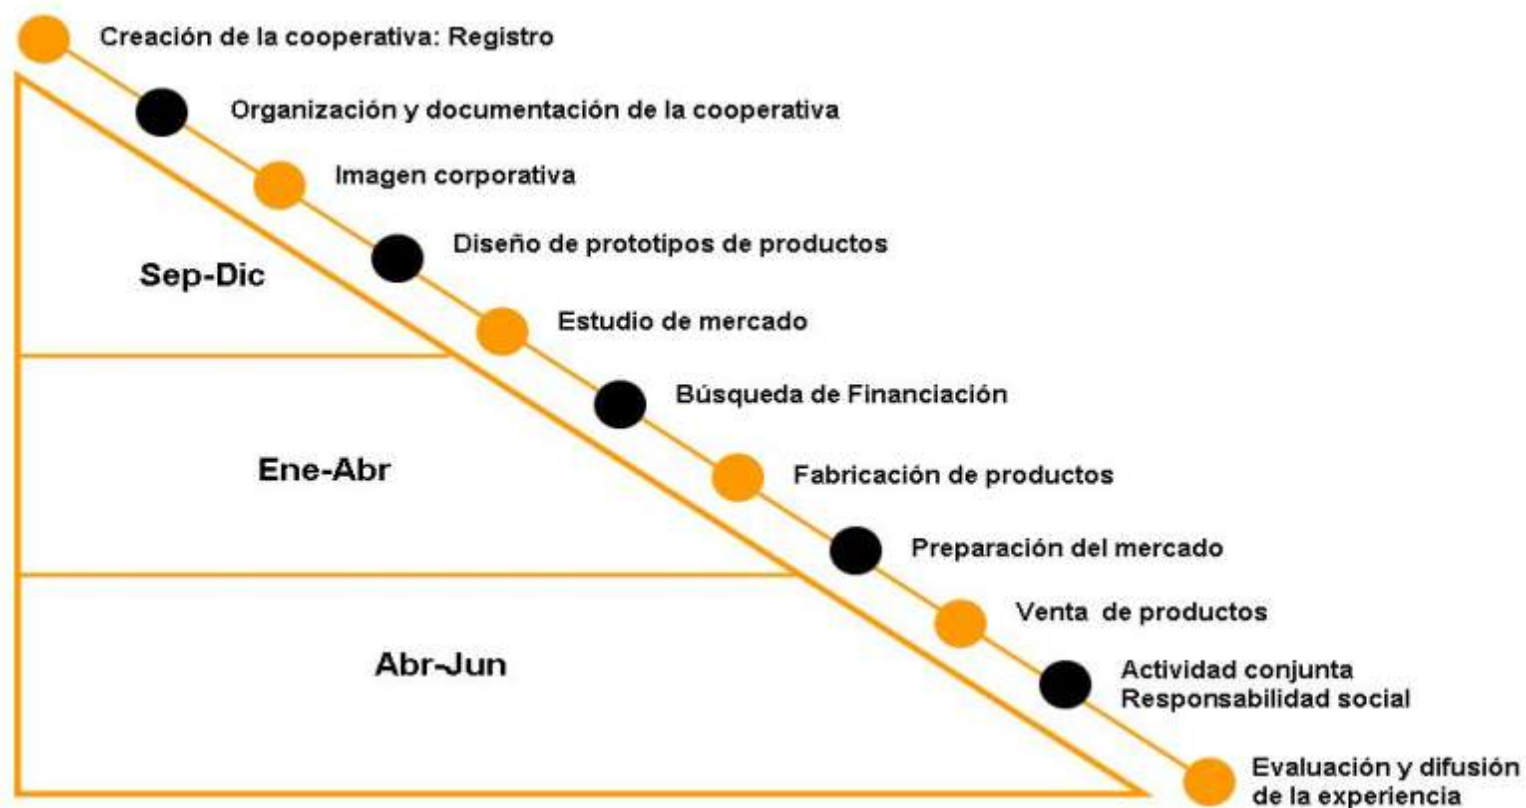 Creación de la cooperativa: Registro
Organización y documentación de la cooperativa
Imagen corporativa
Diseño de prototipos de productos
Sep-Dic
Estudio de mercado
Búsqueda de Financiación
Ene-Abr
Fabricación de productos
Preparación del mercado
Venta de productos
Abr-Jun
Actividad conjunta
Responsabilidad social
Evaluación y difusión
de la experiencia